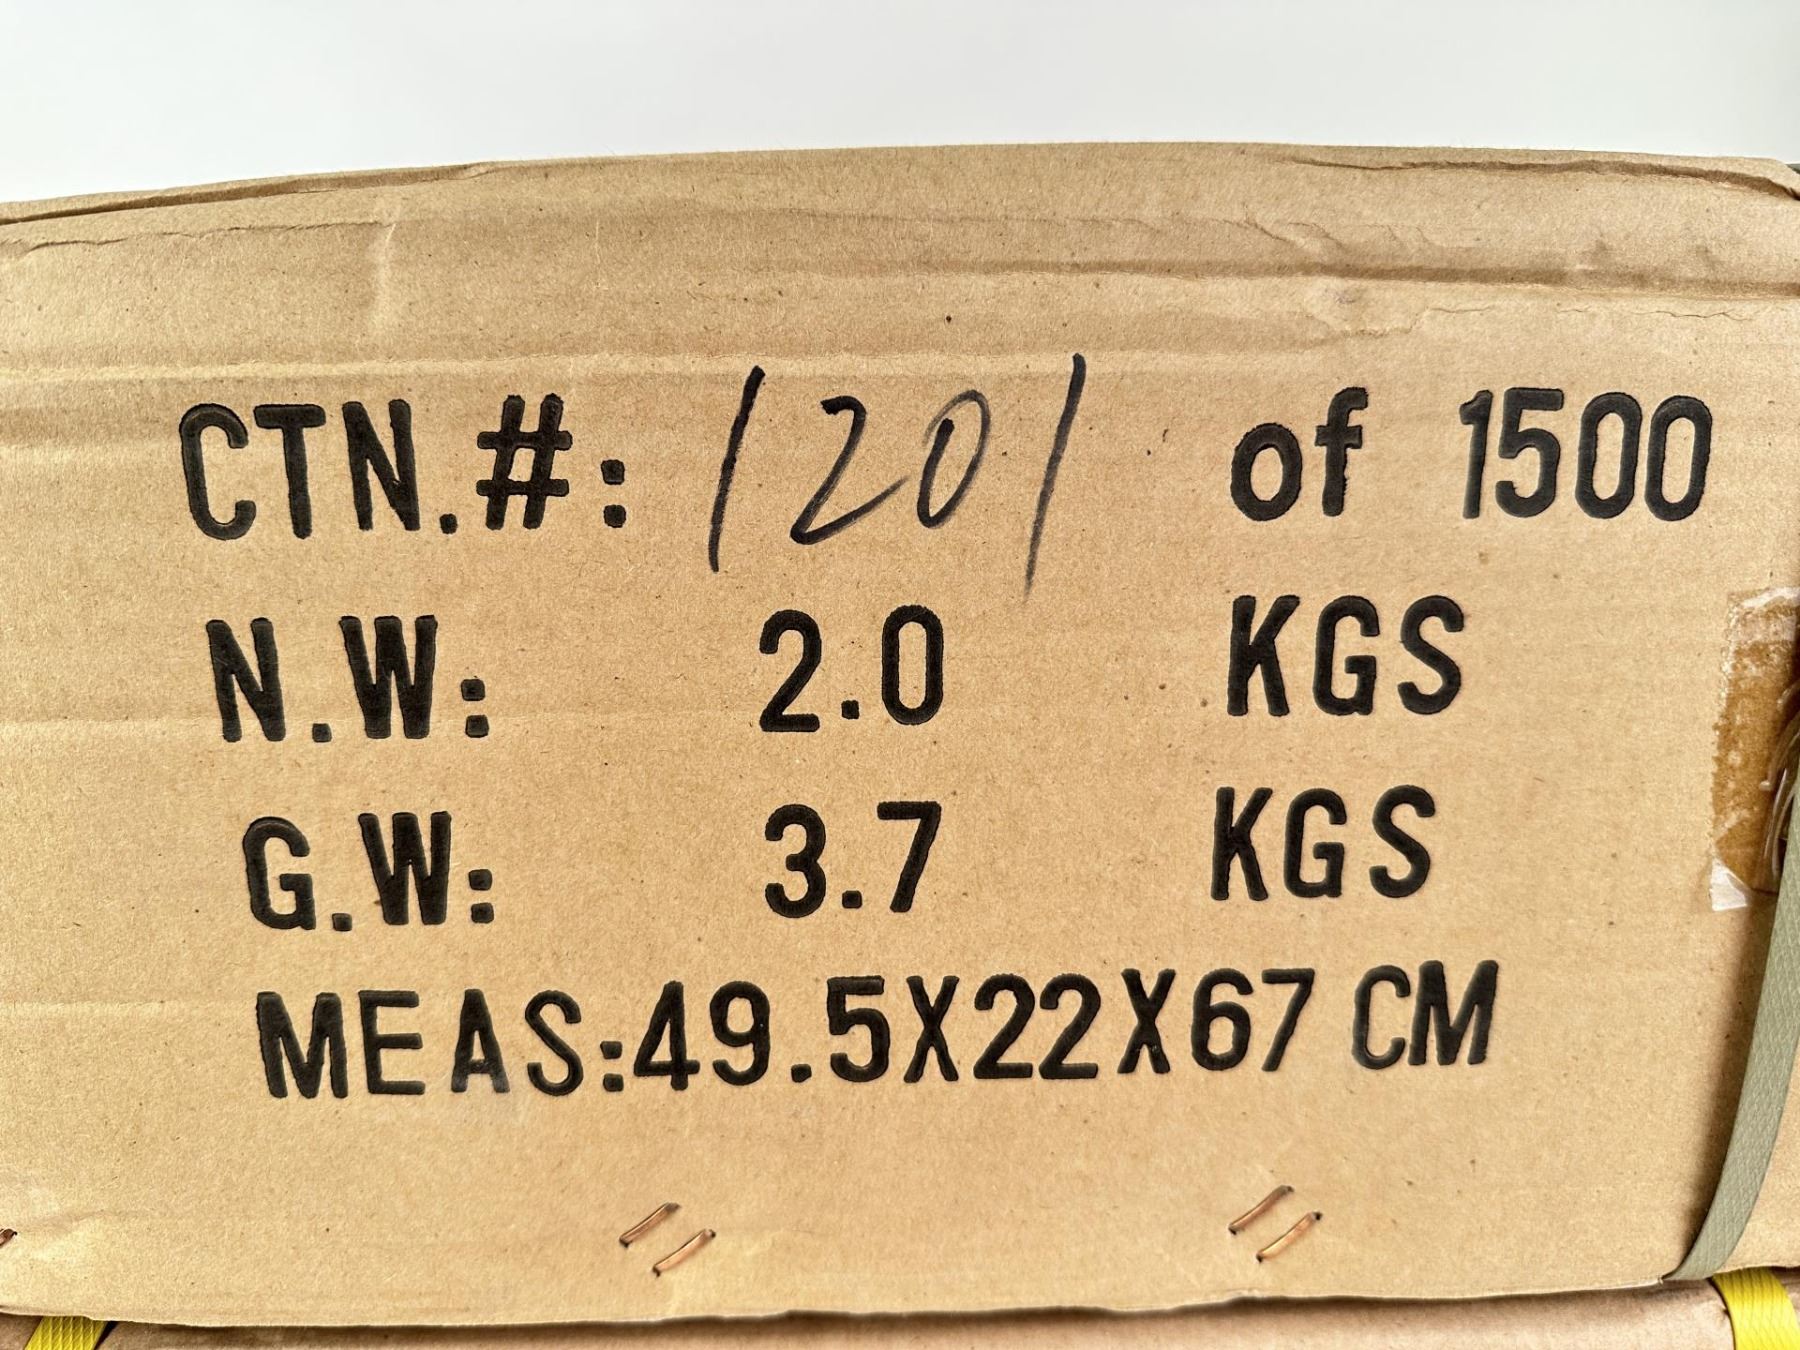 CTN.#: 1201 of 1500
N.W: 2.0 KGS
G.W: 3.7 KGS
MEAS:49.5X22X67 CM